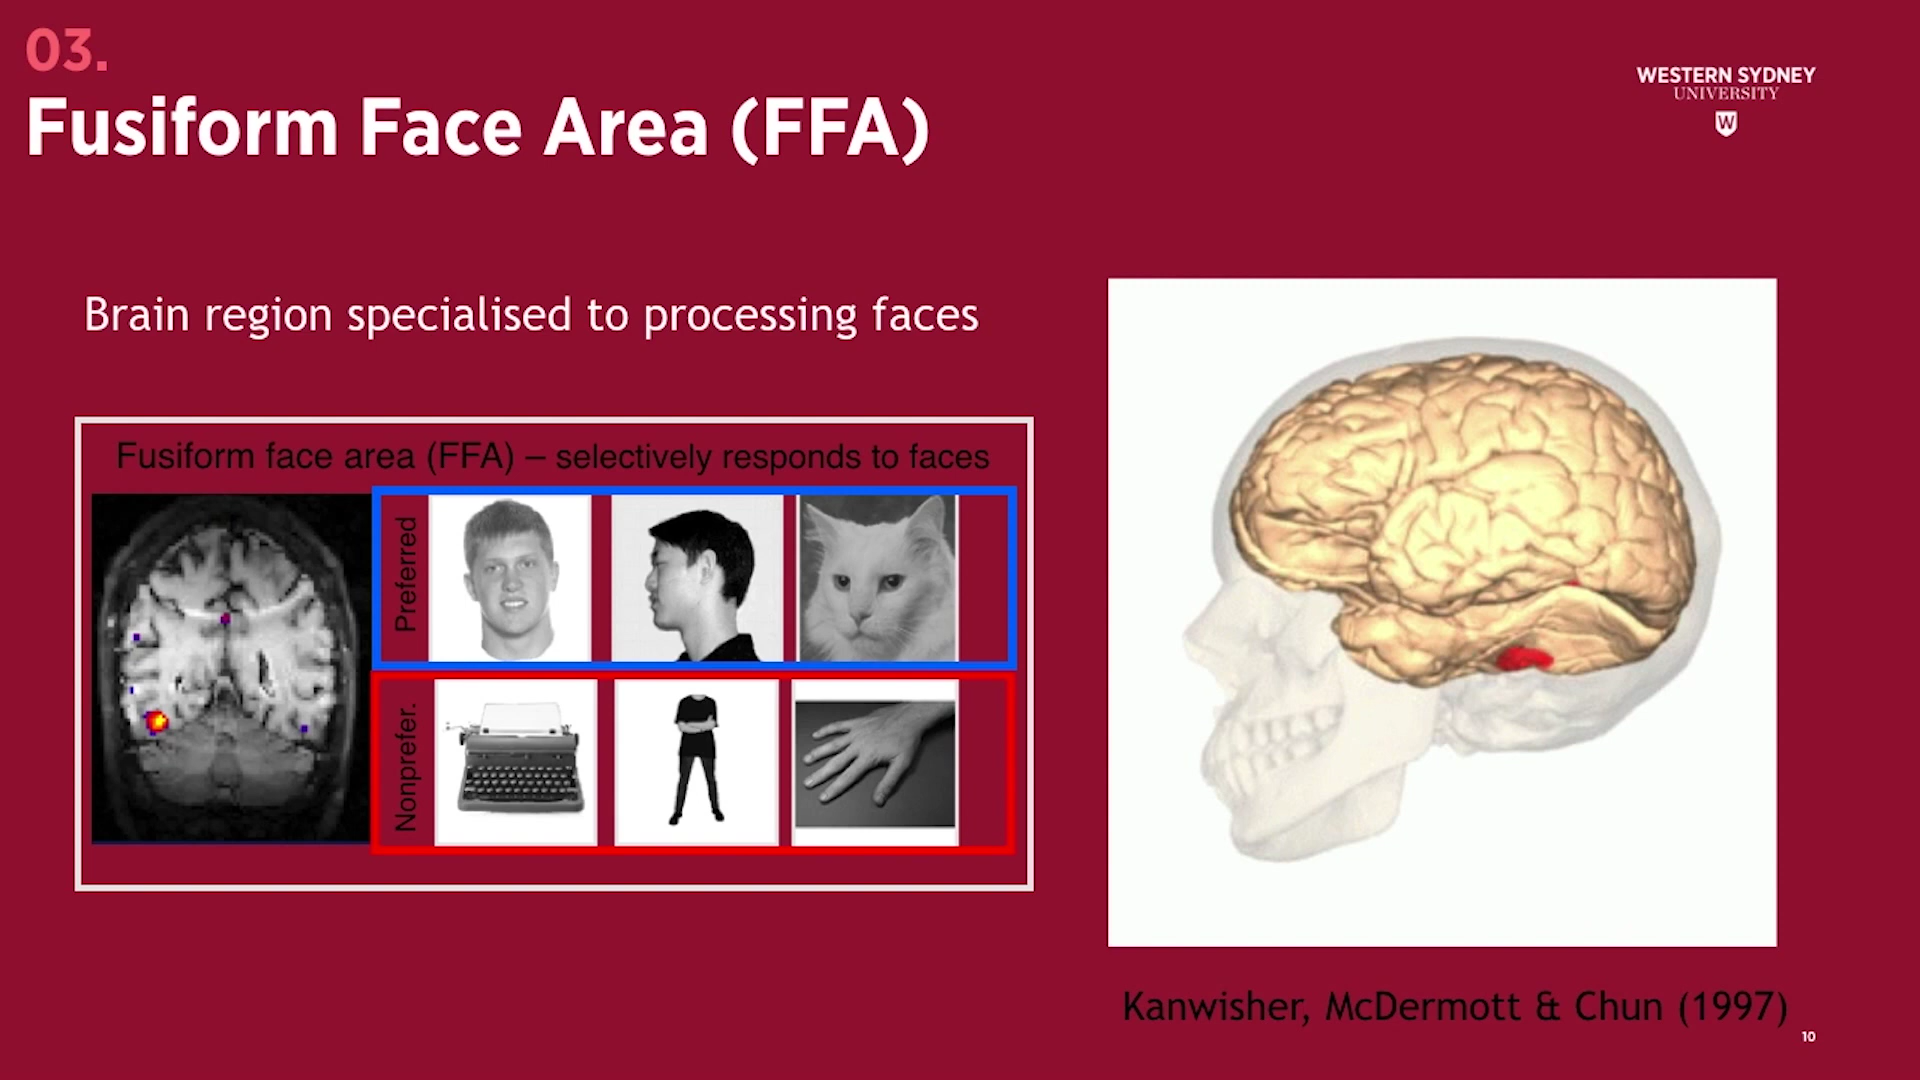 03.
Fusiform Face Area (FFA)
WESTERN SYDNEY
UNIVERSITY
W
Brain region specialised to processing faces
Fusiform face area (FFA) – selectively responds to faces
Preferred
Nonprefer.
Kanwisher, McDermott & Chun (1997)
10